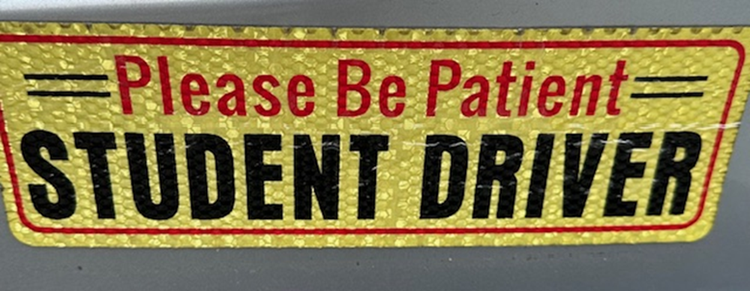 Please Be Patient
STUDENT DRIVER